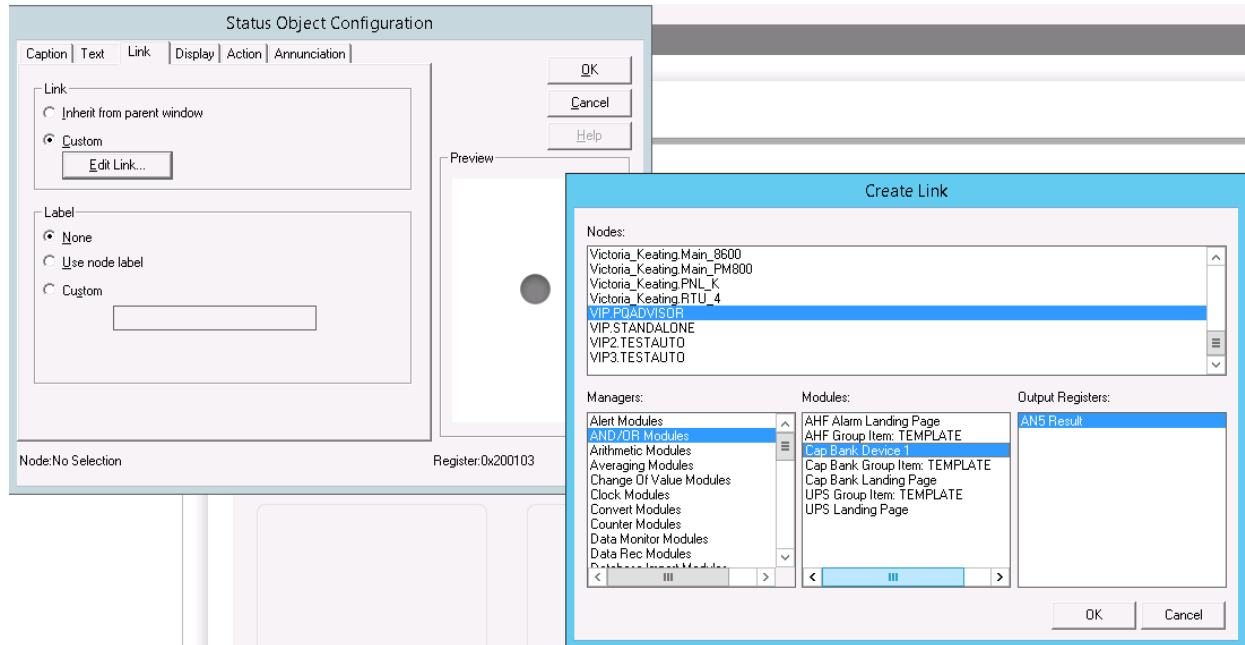 Status Object Configuration
Caption Text Link Display Action Annunciation
Link
Inherit from parent window
Custom
Edit Link...
Label
None
Use node label
Custom
OK
Cancel
Help
Preview
Node:No Selection
Register:0x200103
Create Link
Nodes:
Victoria_Keating.Main_8600
Victoria_Keating.Main_PM800
Victoria_Keating.PNL_K
Victoria_Keating.RTU_4
VIP.PQADVISOR
VIP.STANDALONE
VIP2.TESTAUTO
VIP3.TESTAUTO
Managers:
Alert Modules
AND/OR Modules
Arithmetic Modules
Averaging Modules
Change Of Value Modules
Clock Modules
Convert Modules
Counter Modules
Data Monitor Modules
Data Rec Modules
Database Import Modules
Modules:
AHF Alarm Landing Page
AHF Group Item: TEMPLATE
Cap Bank Device 1
Cap Bank Group Item: TEMPLATE
Cap Bank Landing Page
UPS Group Item: TEMPLATE
UPS Landing Page
Output Registers:
AN5 Result
OK
Cancel